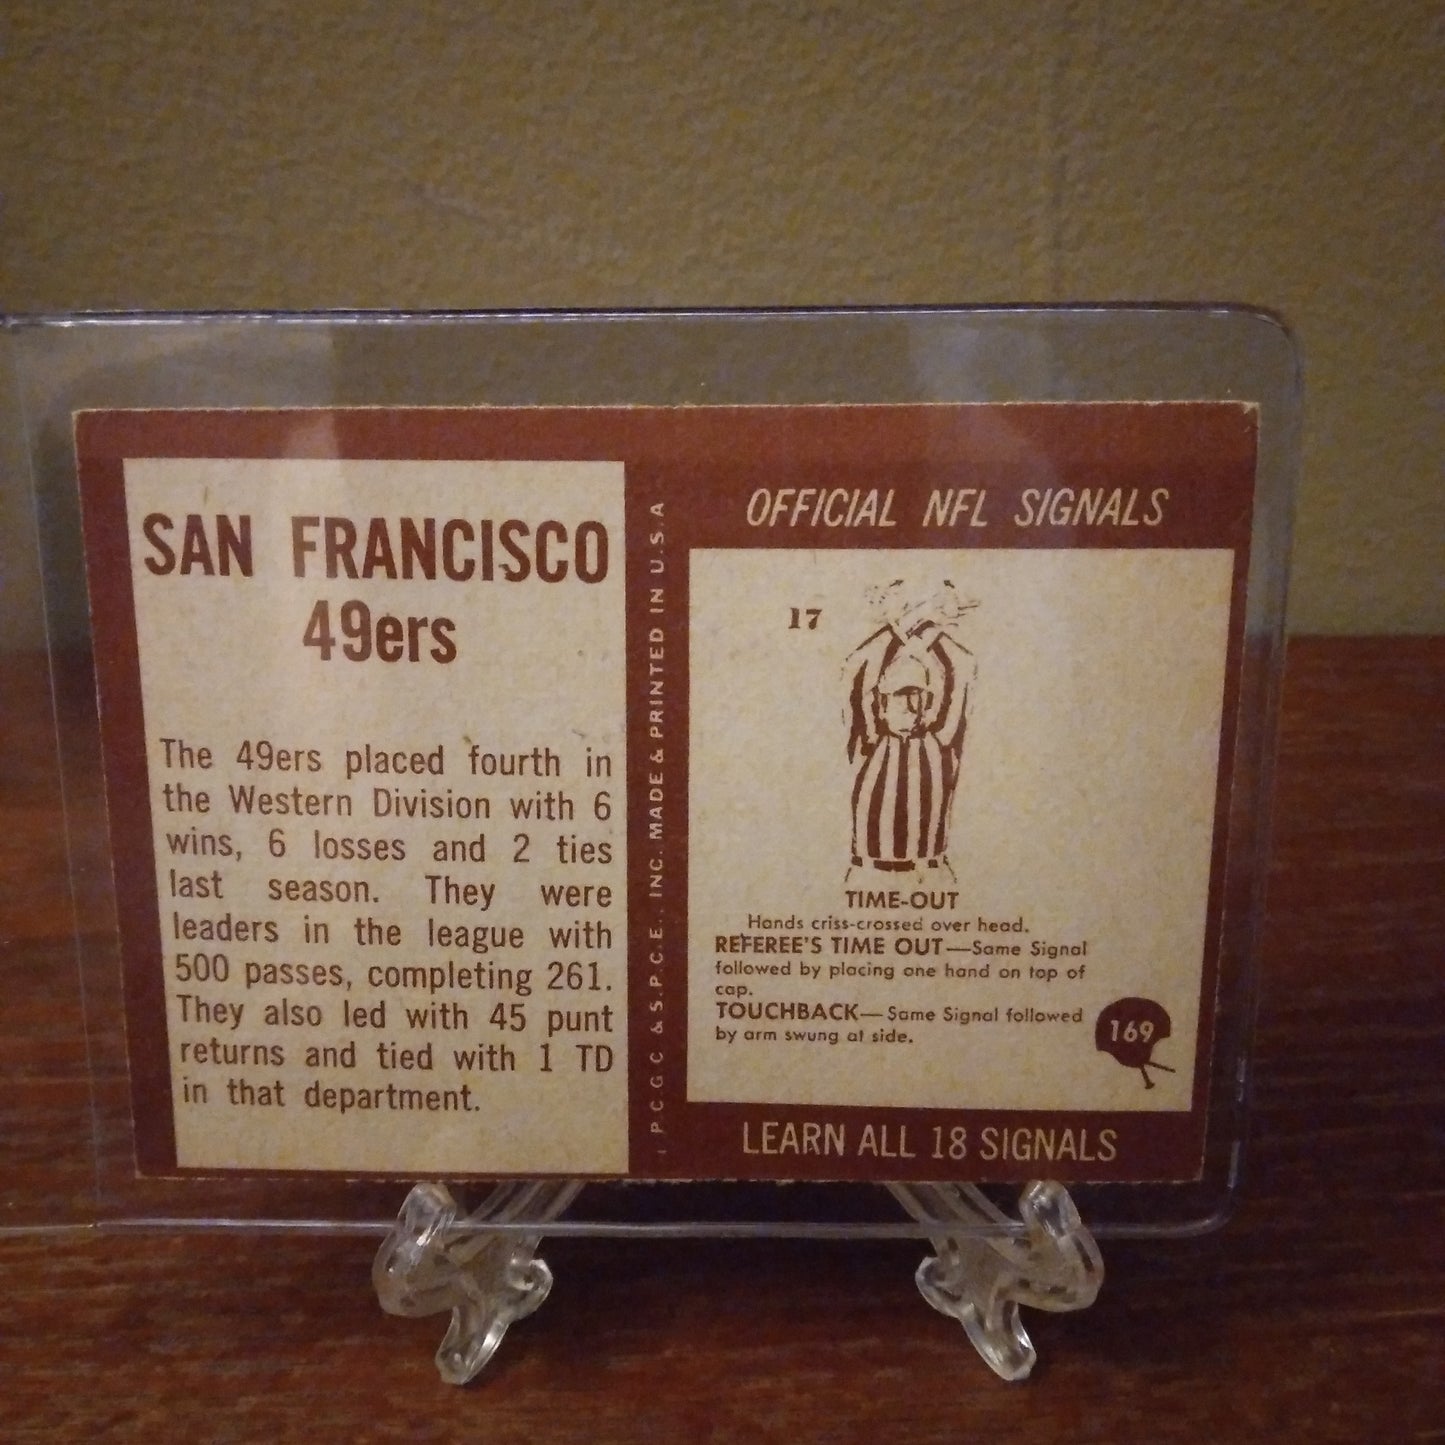 SAN FRANCISCO
49ers
The 49ers placed fourth in
the Western Division with 6
wins, 6 losses and 2 ties
last season. They were
leaders in the league with
500 passes, completing 261.
They also led with 45 punt
returns and tied with 1 TD
in that department.
P.C.G.C & S.P.C.E., INC. MADE & PRINTED IN U.S.A
OFFICIAL NFL SIGNALS
17
TIME-OUT
Hands criss-crossed over head.
REFEREE'S TIME OUT—Same Signal
followed by placing one hand on top of
cap.
TOUCHBACK—Same Signal followed
by arm swung at side.
169
LEARN ALL 18 SIGNALS